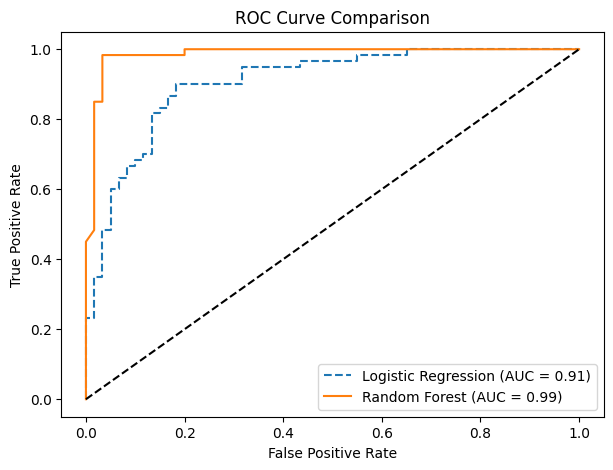 ROC Curve Comparison
True Positive Rate
1.0
0.8
0.6
0.4
0.2
0.0
Logistic Regression (AUC = 0.91)
Random Forest (AUC = 0.99)
0.0 0.2 0.4 0.6 0.8 1.0
False Positive Rate